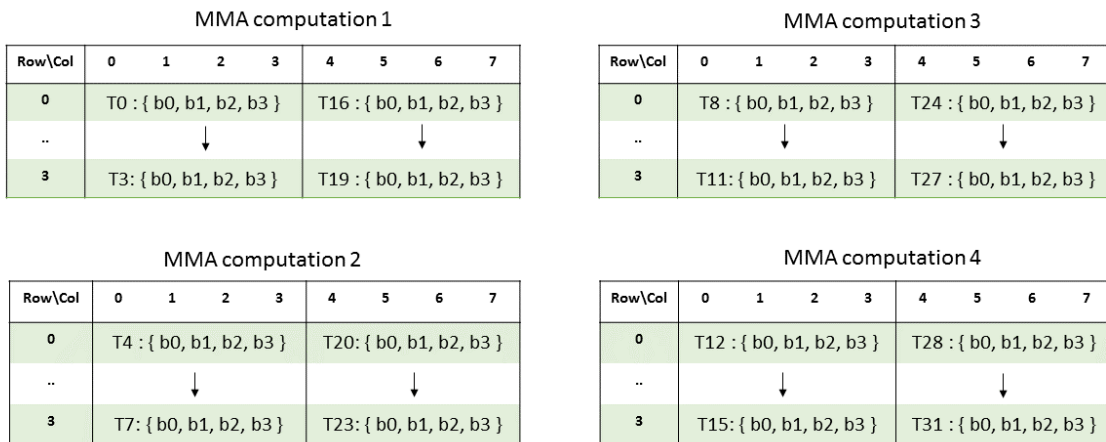 MMA computation 1
Row\Col 0 1 2 3 4 5 6 7
0 T0 : { b0, b1, b2, b3 } T16 : { b0, b1, b2, b3 }
..
3 T3: { b0, b1, b2, b3 } T19 : { b0, b1, b2, b3 }
MMA computation 3
Row\Col 0 1 2 3 4 5 6 7
0 T8 : { b0, b1, b2, b3 } T24 : { b0, b1, b2, b3 }
..
3 T11: { b0, b1, b2, b3 } T27 : { b0, b1, b2, b3 }
MMA computation 2
Row\Col 0 1 2 3 4 5 6 7
0 T4 : { b0, b1, b2, b3 } T20: { b0, b1, b2, b3 }
..
3 T7: { b0, b1, b2, b3 } T23: { b0, b1, b2, b3 }
MMA computation 4
Row\Col 0 1 2 3 4 5 6 7
0 T12 : { b0, b1, b2, b3 } T28 : { b0, b1, b2, b3 }
..
3 T15: { b0, b1, b2, b3 } T31 : { b0, b1, b2, b3 }